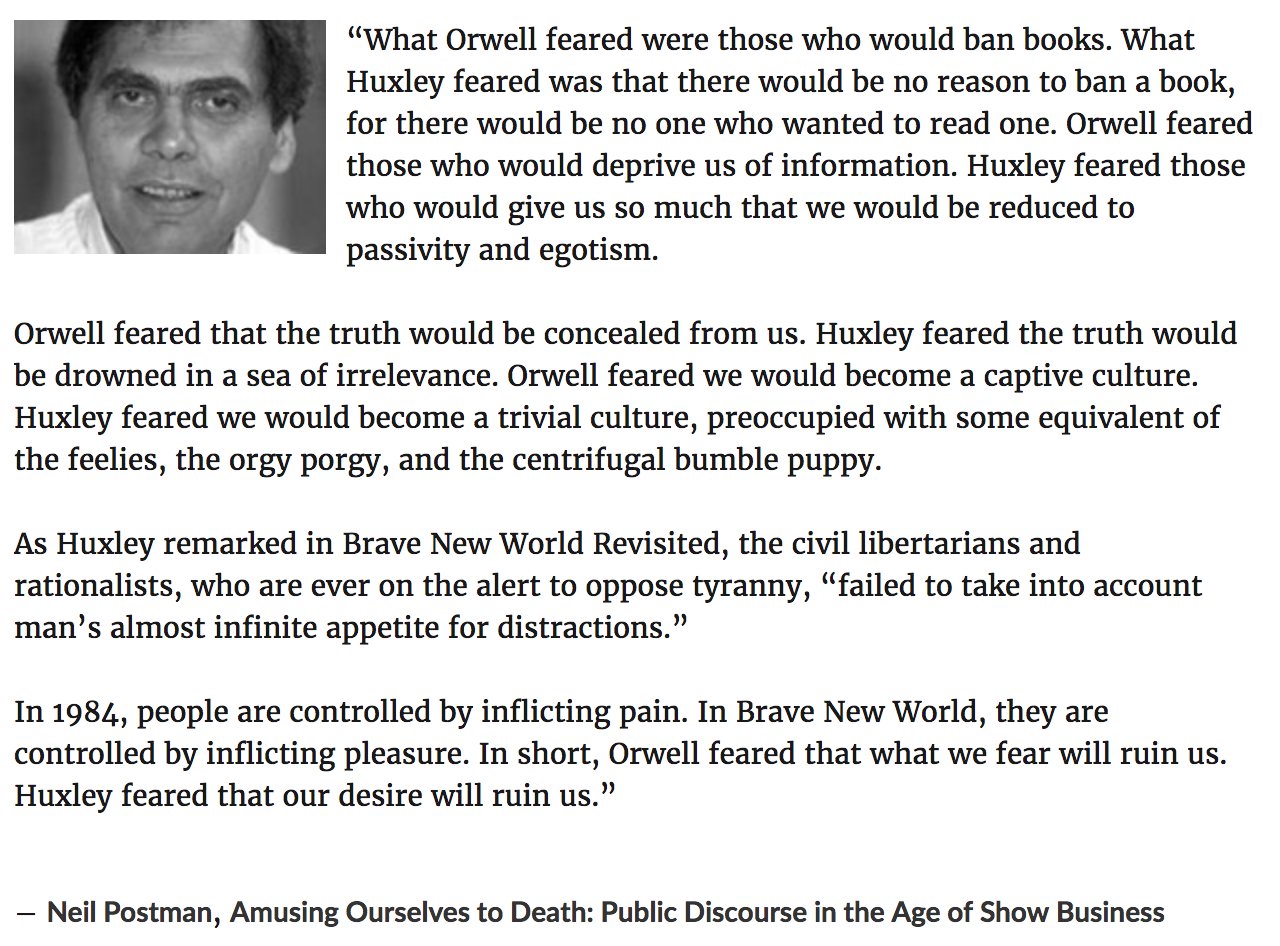 “What Orwell feared were those who would ban books. What
Huxley feared was that there would be no reason to ban a book,
for there would be no one who wanted to read one. Orwell feared
those who would deprive us of information. Huxley feared those
who would give us so much that we would be reduced to
passivity and egotism.
Orwell feared that the truth would be concealed from us. Huxley feared the truth would
be drowned in a sea of irrelevance. Orwell feared we would become a captive culture.
Huxley feared we would become a trivial culture, preoccupied with some equivalent of
the feelies, the orgy porgy, and the centrifugal bumble puppy.
As Huxley remarked in Brave New World Revisited, the civil libertarians and
rationalists, who are ever on the alert to oppose tyranny, “failed to take into account
man’s almost infinite appetite for distractions.”
In 1984, people are controlled by inflicting pain. In Brave New World, they are
controlled by inflicting pleasure. In short, Orwell feared that what we fear will ruin us.
Huxley feared that our desire will ruin us.”
— Neil Postman, Amusing Ourselves to Death: Public Discourse in the Age of Show Business